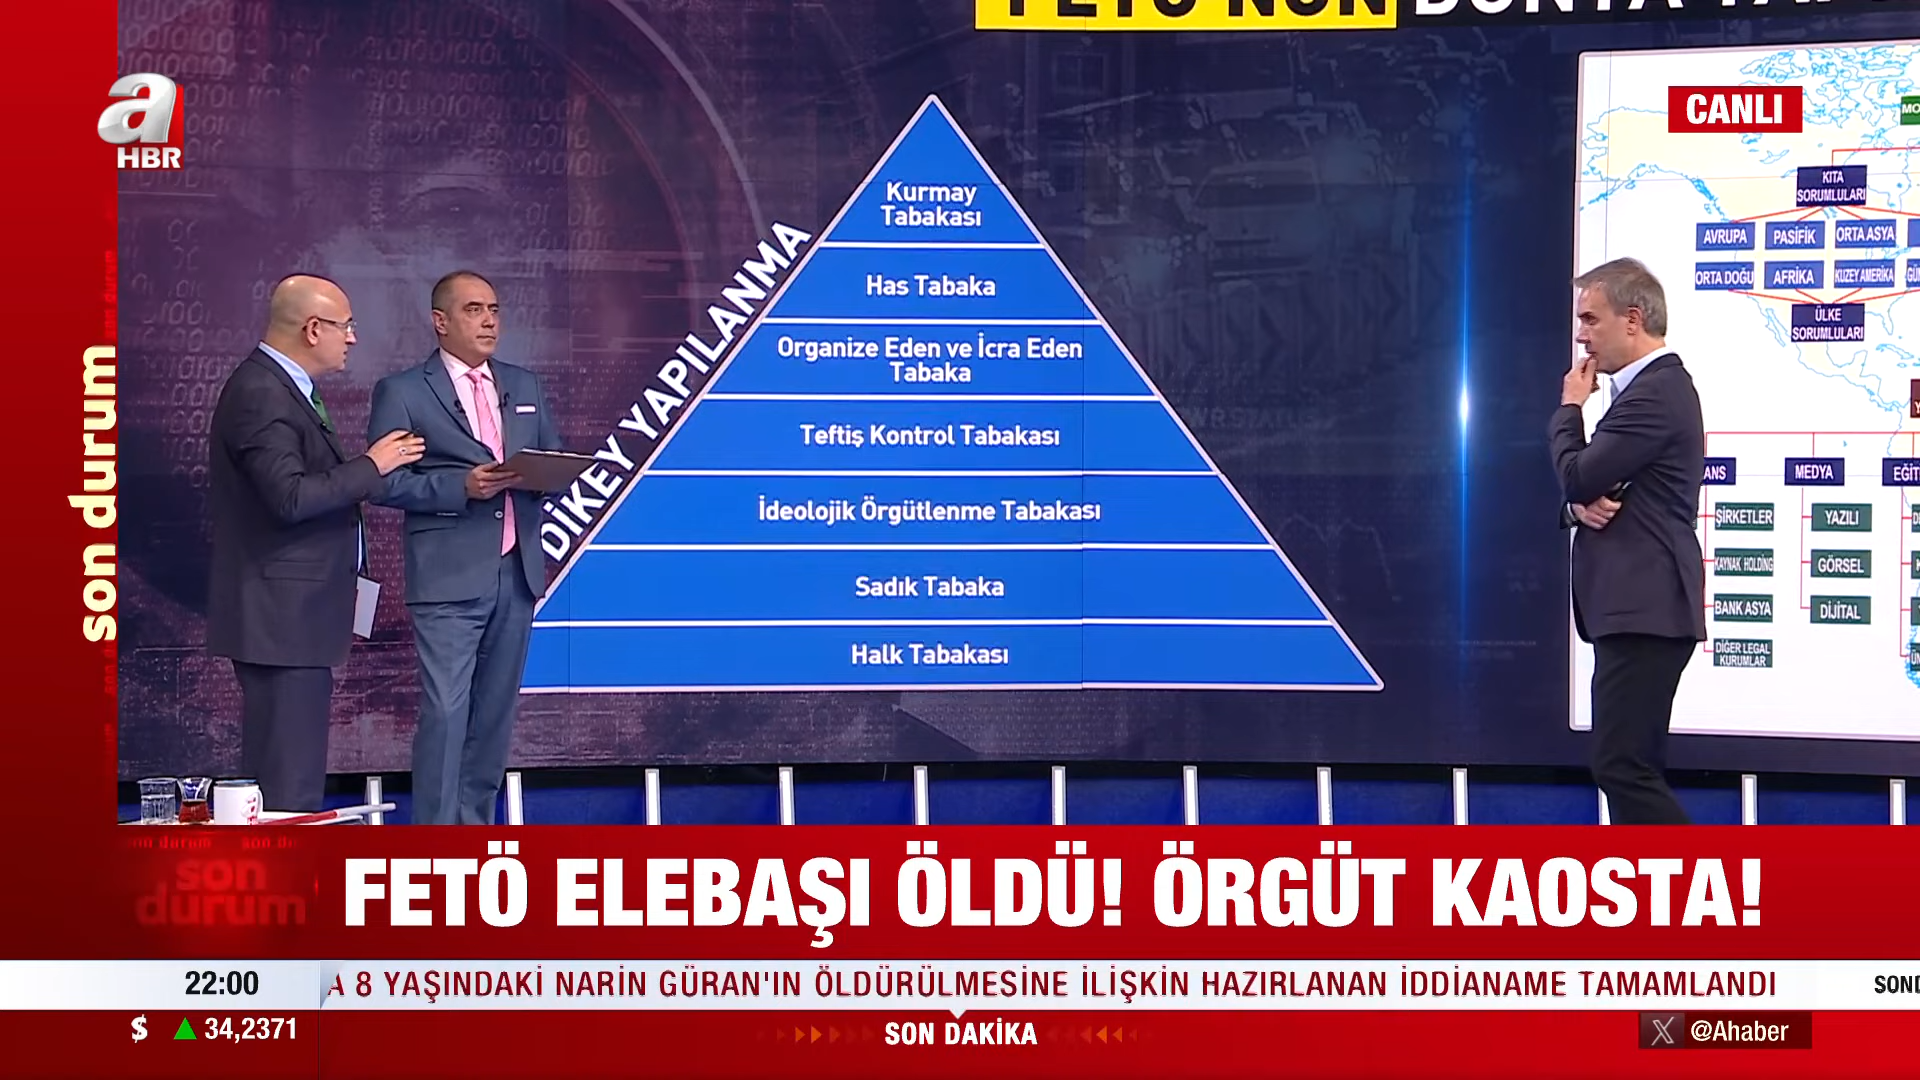 a
HBR
CANLI
son durum
DİKEY YAPILANMA
Kurmay
Tabakası
Has Tabaka
Organize Eden ve İcra Eden
Tabaka
Teftiş Kontrol Tabakası
İdeolojik Örgütlenme Tabakası
Sadık Tabaka
Halk Tabakası
KITA
SORUMLULARI
AVRUPA
PASİFİK
ORTA ASYA
ORTA DOĞU
AFRİKA
KUZEY AMERİKA
ÜLKE
SORUMLULARI
MEDYA
ŞİRKETLER
KAYNAK HOLDİNG
BANK ASYA
DİĞER LEGAL
KURUMLAR
YAZILI
GÖRSEL
DİJİTAL
son
durum
FETÖ ELEBAŞI ÖLDÜ! ÖRGÜT KAOSTA!
22:00
A 8 YAŞINDAKİ NARİN GÜRAN'IN ÖLDÜRÜLMESİNE İLİŞKİN HAZIRLANAN İDDİANAME TAMAMLANDI
$ 34,2371
SON DAKİKA
@Ahaber